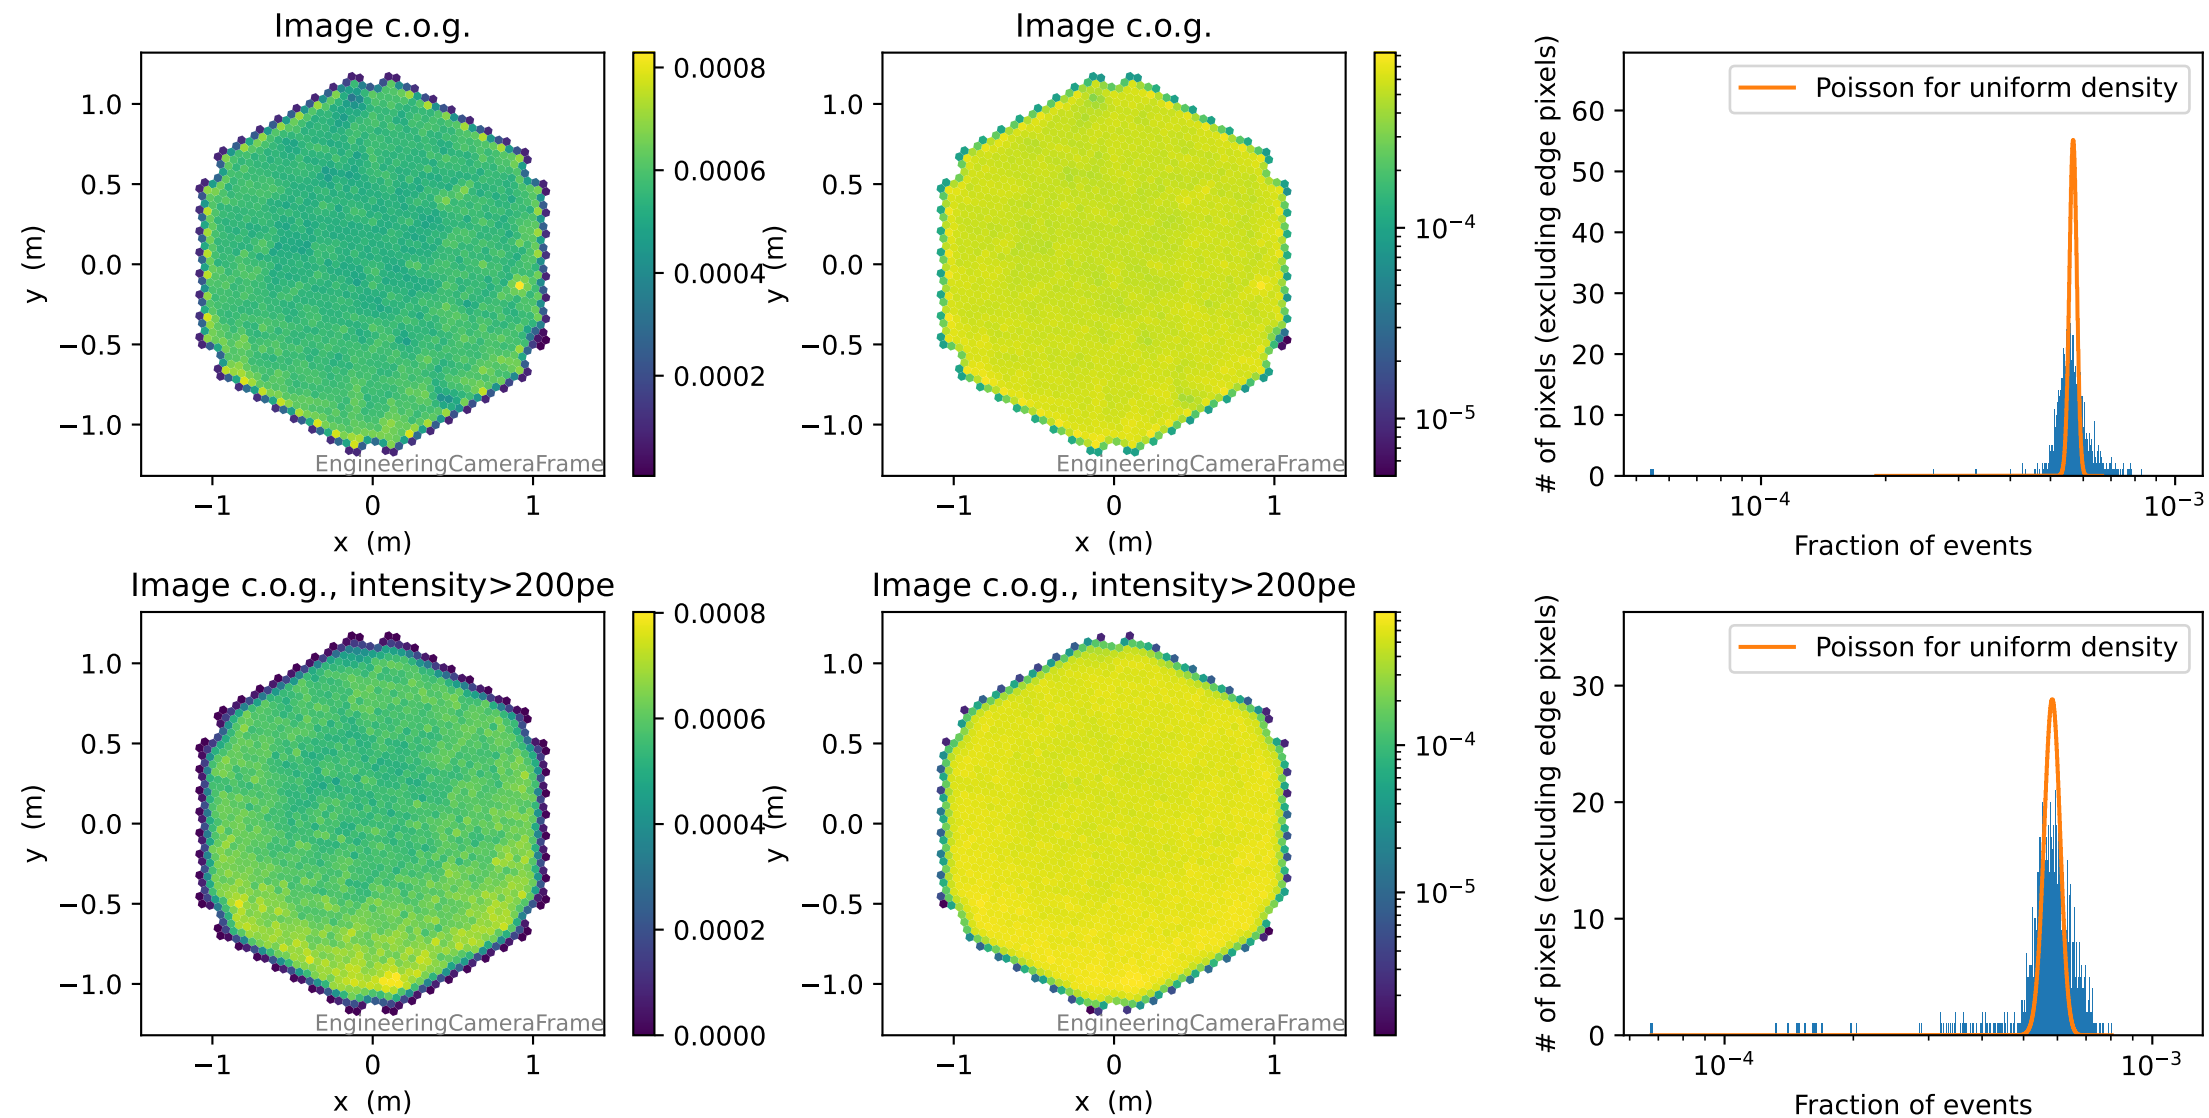 Image c.o.g.
1.0
0.5
0.0
−0.5
−1.0
y (m)
−1
0
1
x (m)
EngineeringCameraFrame
0.0008
0.0006
0.0004
0.0002
Image c.o.g.
1.0
0.5
0.0
−0.5
−1.0
y (m)
−1
0
1
x (m)
EngineeringCameraFrame
10⁻⁴
10⁻⁵
Poisson for uniform density
# of pixels (excluding edge pixels)
60
50
40
30
20
10
0
10⁻⁴
10⁻³
Fraction of events
Image c.o.g., intensity>200pe
1.0
0.5
0.0
−0.5
−1.0
y (m)
−1
0
1
x (m)
EngineeringCameraFrame
0.0008
0.0006
0.0004
0.0002
0.0000
Image c.o.g., intensity>200pe
1.0
0.5
0.0
−0.5
−1.0
y (m)
−1
0
1
x (m)
EngineeringCameraFrame
10⁻⁴
10⁻⁵
Poisson for uniform density
# of pixels (excluding edge pixels)
30
20
10
0
10⁻⁴
10⁻³
Fraction of events